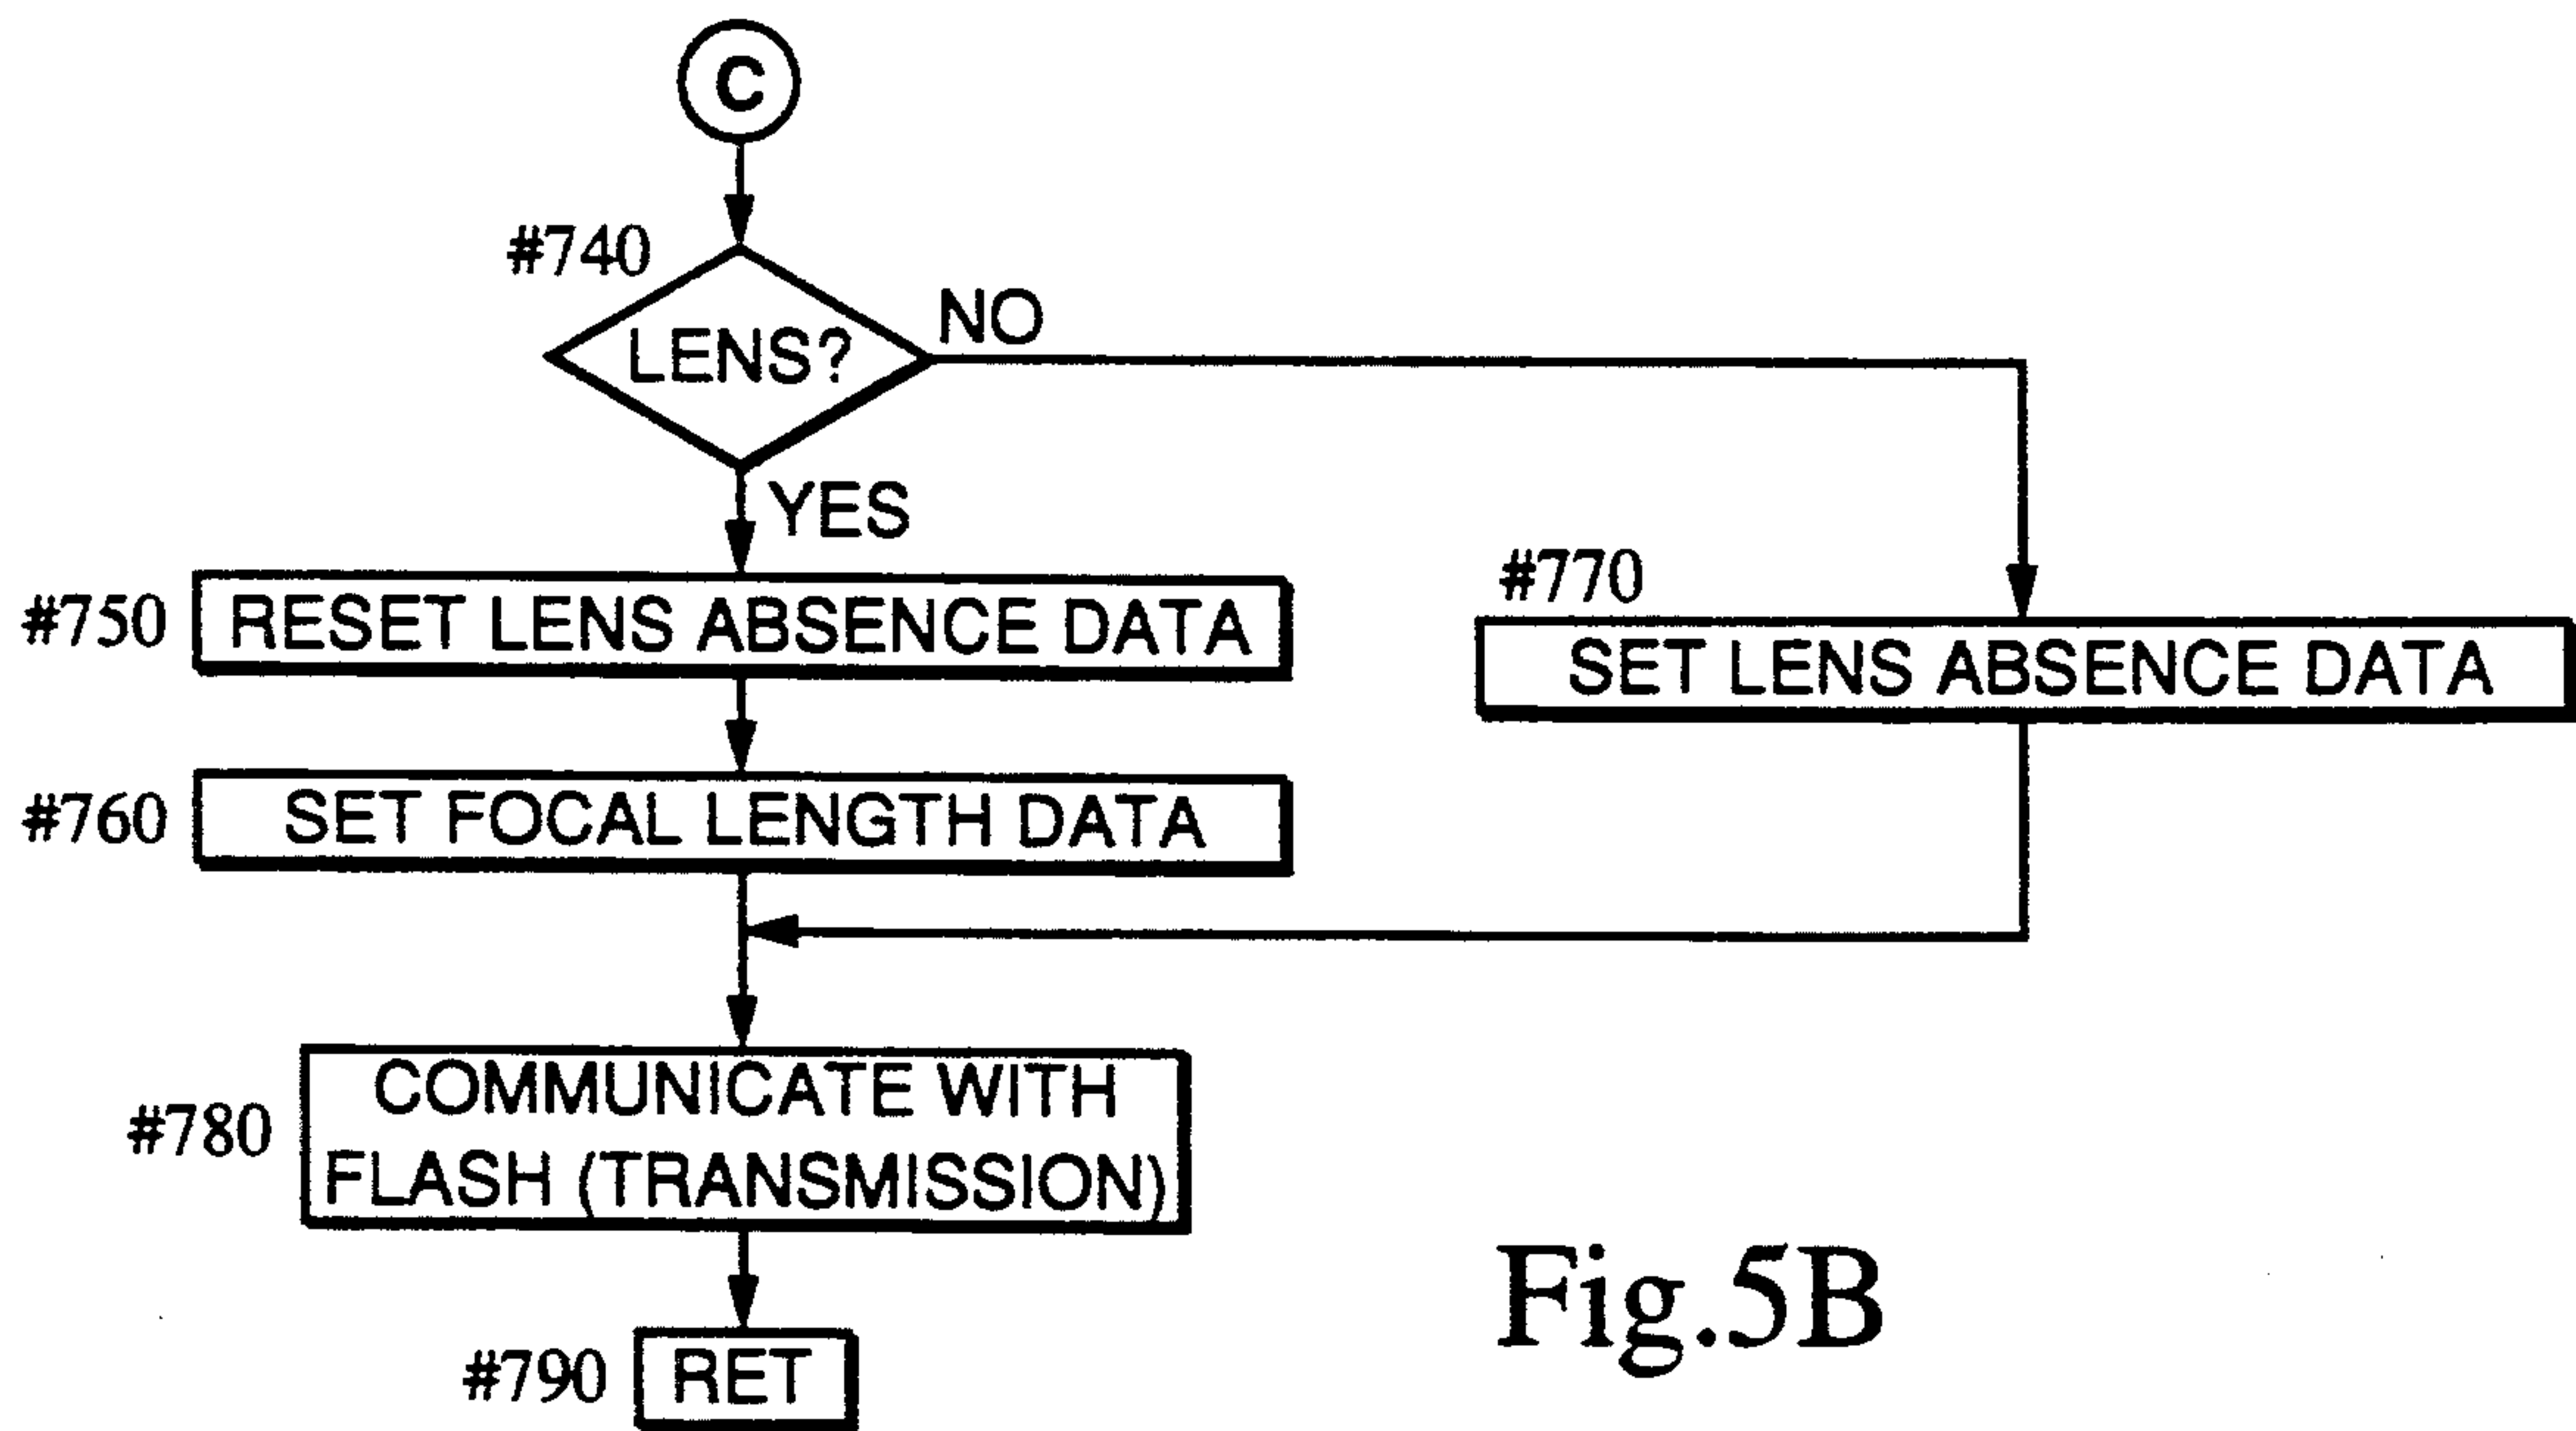 C
#740
LENS?
NO
YES
#750
RESET LENS ABSENCE DATA
#770
SET LENS ABSENCE DATA
#760
SET FOCAL LENGTH DATA
#780
COMMUNICATE WITH
FLASH (TRANSMISSION)
#790
RET
Fig.5B